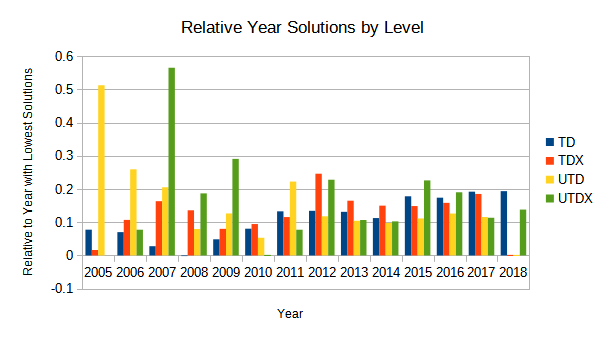 Relative Year Solutions by Level
Relative to Year with Lowest Solutions
0.6
0.5
0.4
0.3
0.2
0.1
0
-0.1
2005 2006 2007 2008 2009 2010 2011 2012 2013 2014 2015 2016 2017 2018
Year
TD
TDX
UTD
UTDX